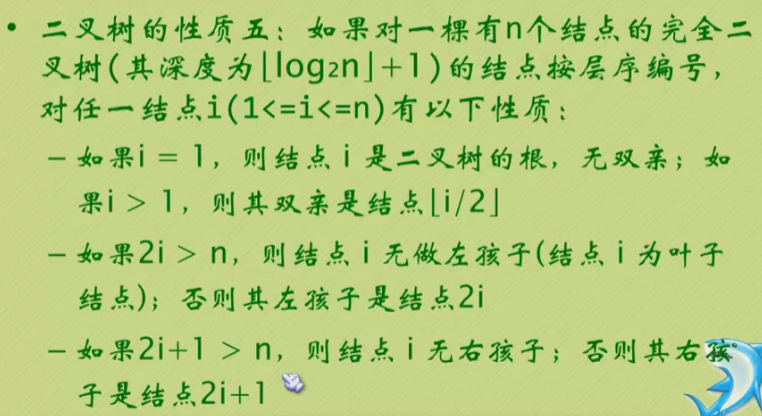 • 二叉树的性质五：如果对一棵有n个结点的完全二
叉树(其深度为⌊log₂n⌋+1)的结点按层序编号，
对任一结点i(1<=i<=n)有以下性质：
– 如果i = 1，则结点 i 是二叉树的根，无双亲；如
果i > 1，则其双亲是结点⌊i/2⌋
– 如果2i > n，则结点 i 无做左孩子(结点 i 为叶子
结点)；否则其左孩子是结点2i
– 如果2i+1 > n，则结点 i 无右孩子；否则其右孩
子是结点2i+1